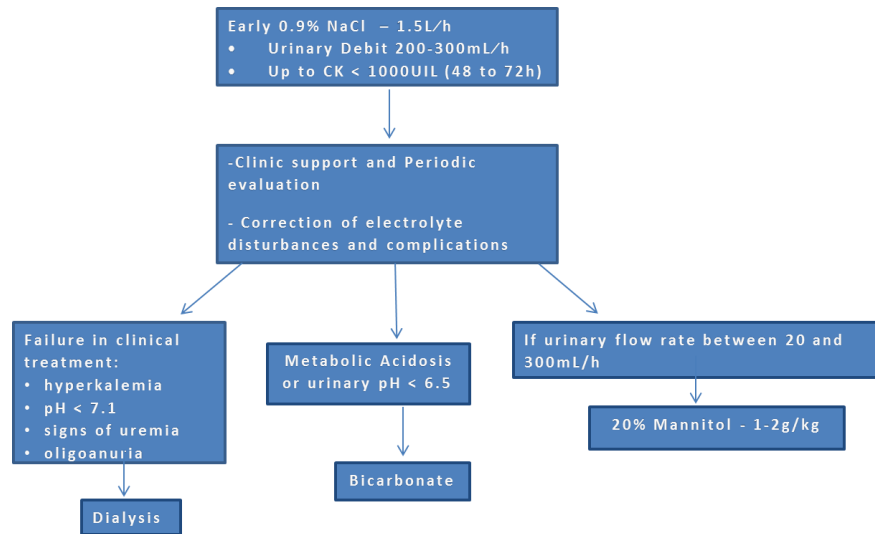 Early 0.9% NaCl – 1.5L/h
• Urinary Debit 200-300mL/h
• Up to CK < 1000UIL (48 to 72h)
-Clinic support and Periodic
evaluation
- Correction of electrolyte
disturbances and complications
Failure in clinical
treatment:
• hyperkalemia
• pH < 7.1
• signs of uremia
• oligoanuria
Dialysis
Metabolic Acidosis
or urinary pH < 6.5
Bicarbonate
If urinary flow rate between 20 and
300mL/h
20% Mannitol - 1-2g/kg